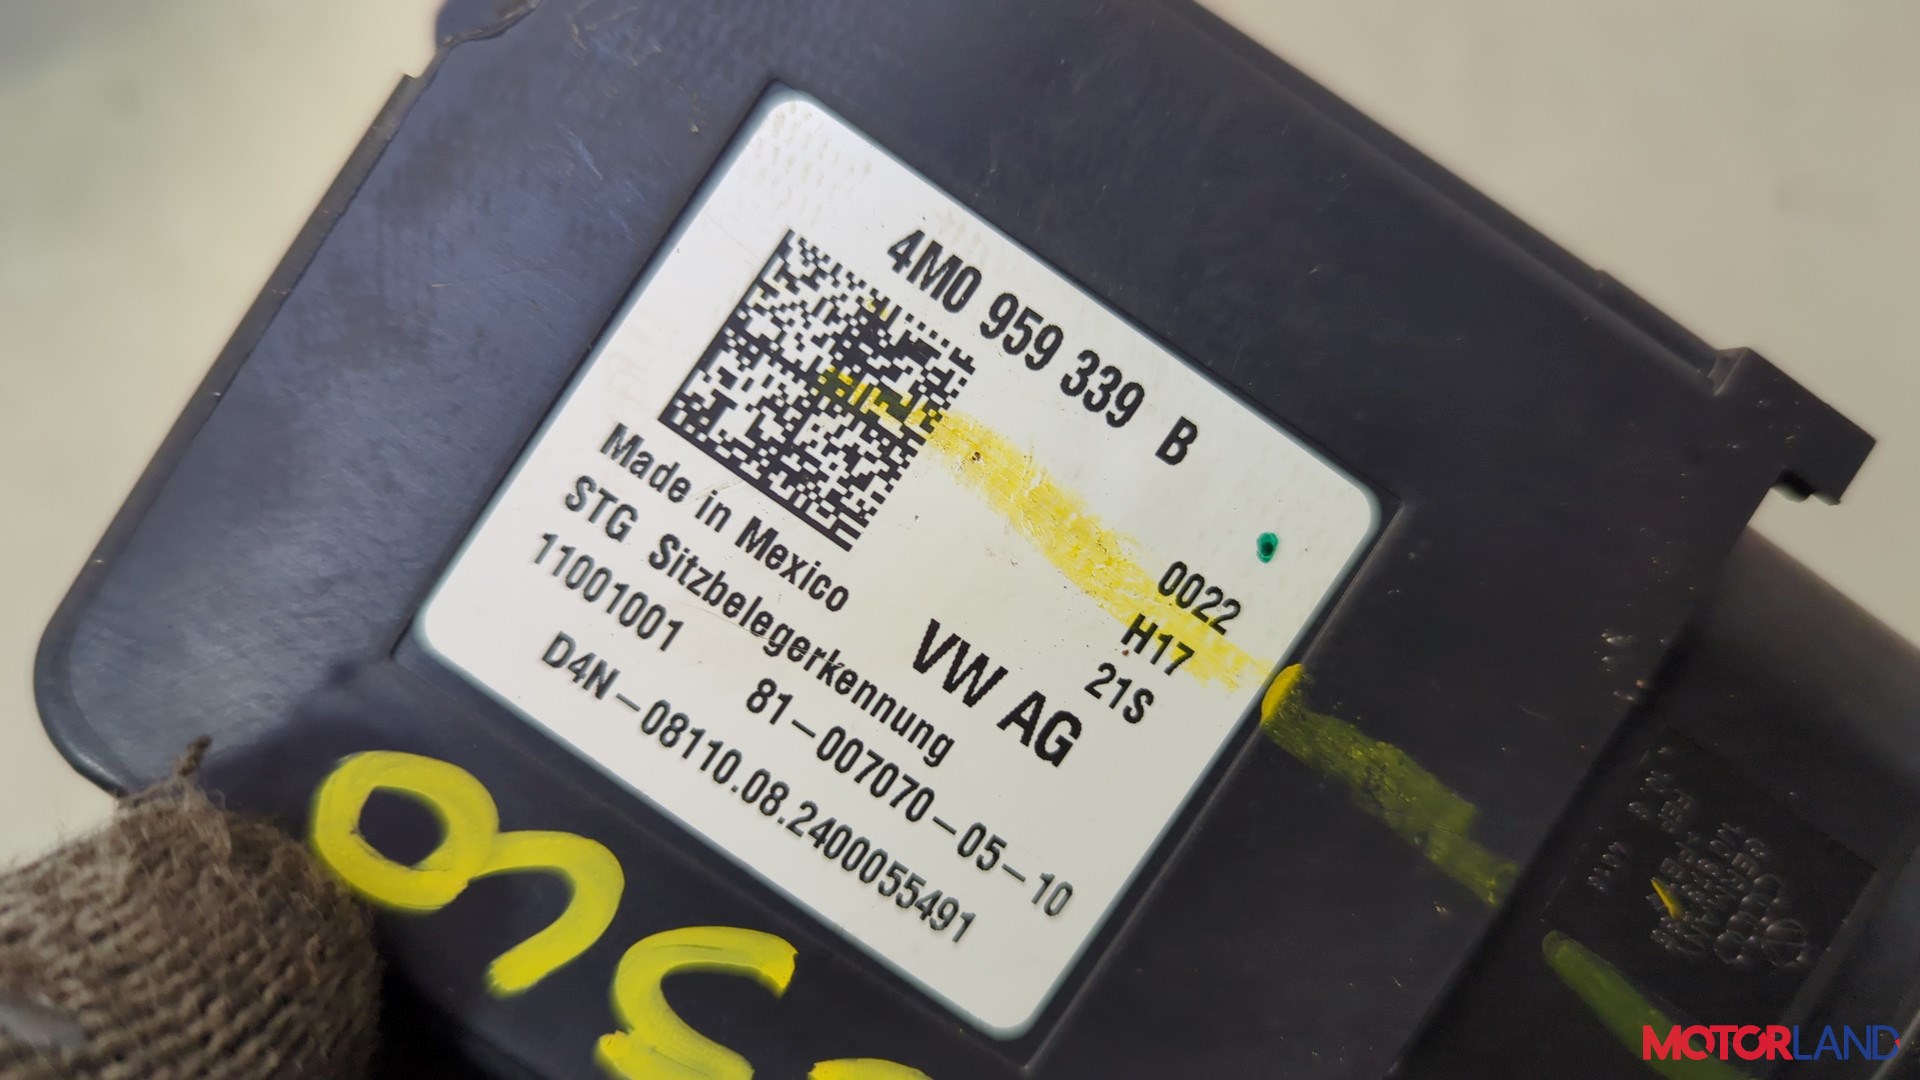 4M0 959 339 B
0022
H17
21S
VW AG
Made in Mexico
STG Sitzbelegerkennung
11001001 81-007070-05-10
D4N-08110.08.2400055491
MOTORLAND